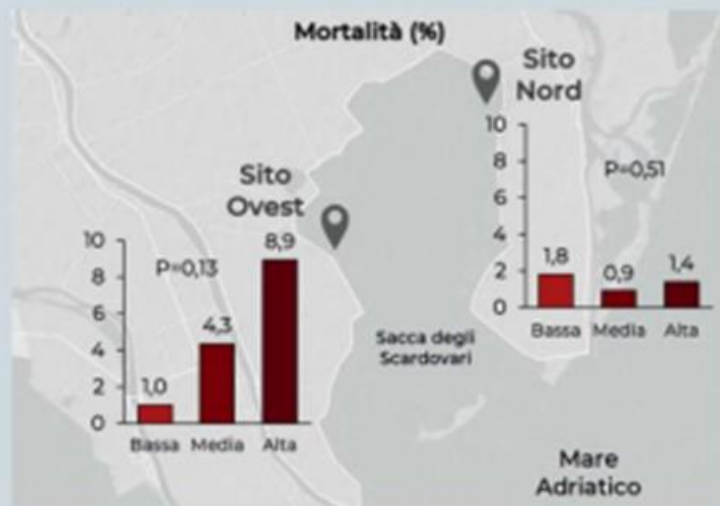 Mortalità (%)
Sito
Nord
10
8
6
4
2
0
P=0,51
1,8
0,9
1,4
Bassa Media Alta
Sito
Ovest
10
8
6
4
2
0
P=0,13
1,0
4,3
8,9
Bassa Media Alta
Sacca degli
Scardovari
Mare
Adriatico